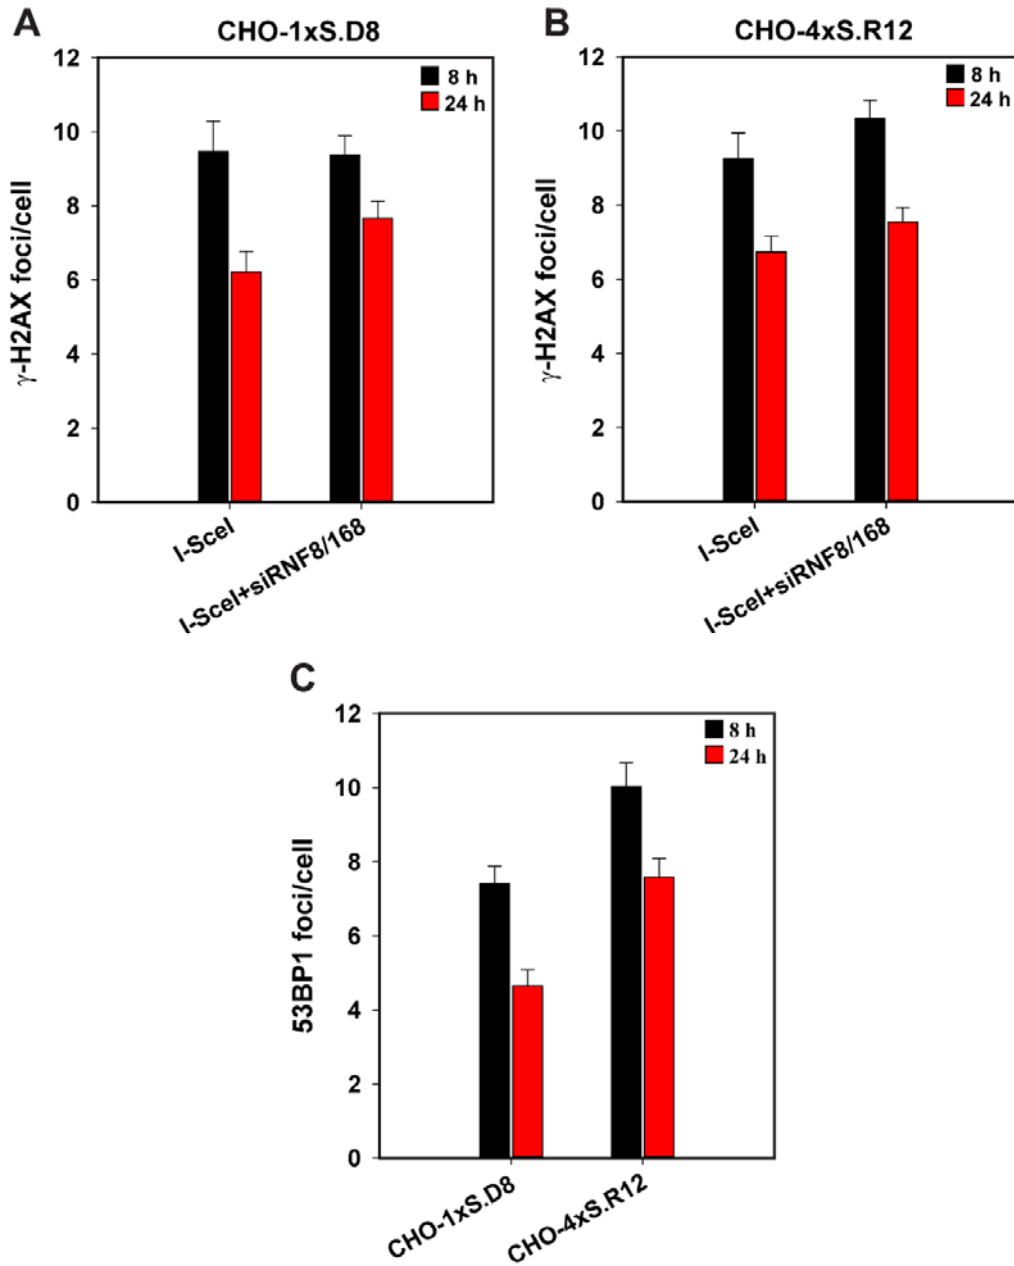 A
CHO-1xS.D8
8 h
24 h
12
10
8
6
4
2
0
γ-H2AX foci/cell
I-SceI
I-SceI+siRNF8/168
B
CHO-4xS.R12
8 h
24 h
12
10
8
6
4
2
0
γ-H2AX foci/cell
I-SceI
I-SceI+siRNF8/168
C
8 h
24 h
12
10
8
6
4
2
0
53BP1 foci/cell
CHO-1xS.D8
CHO-4xS.R12